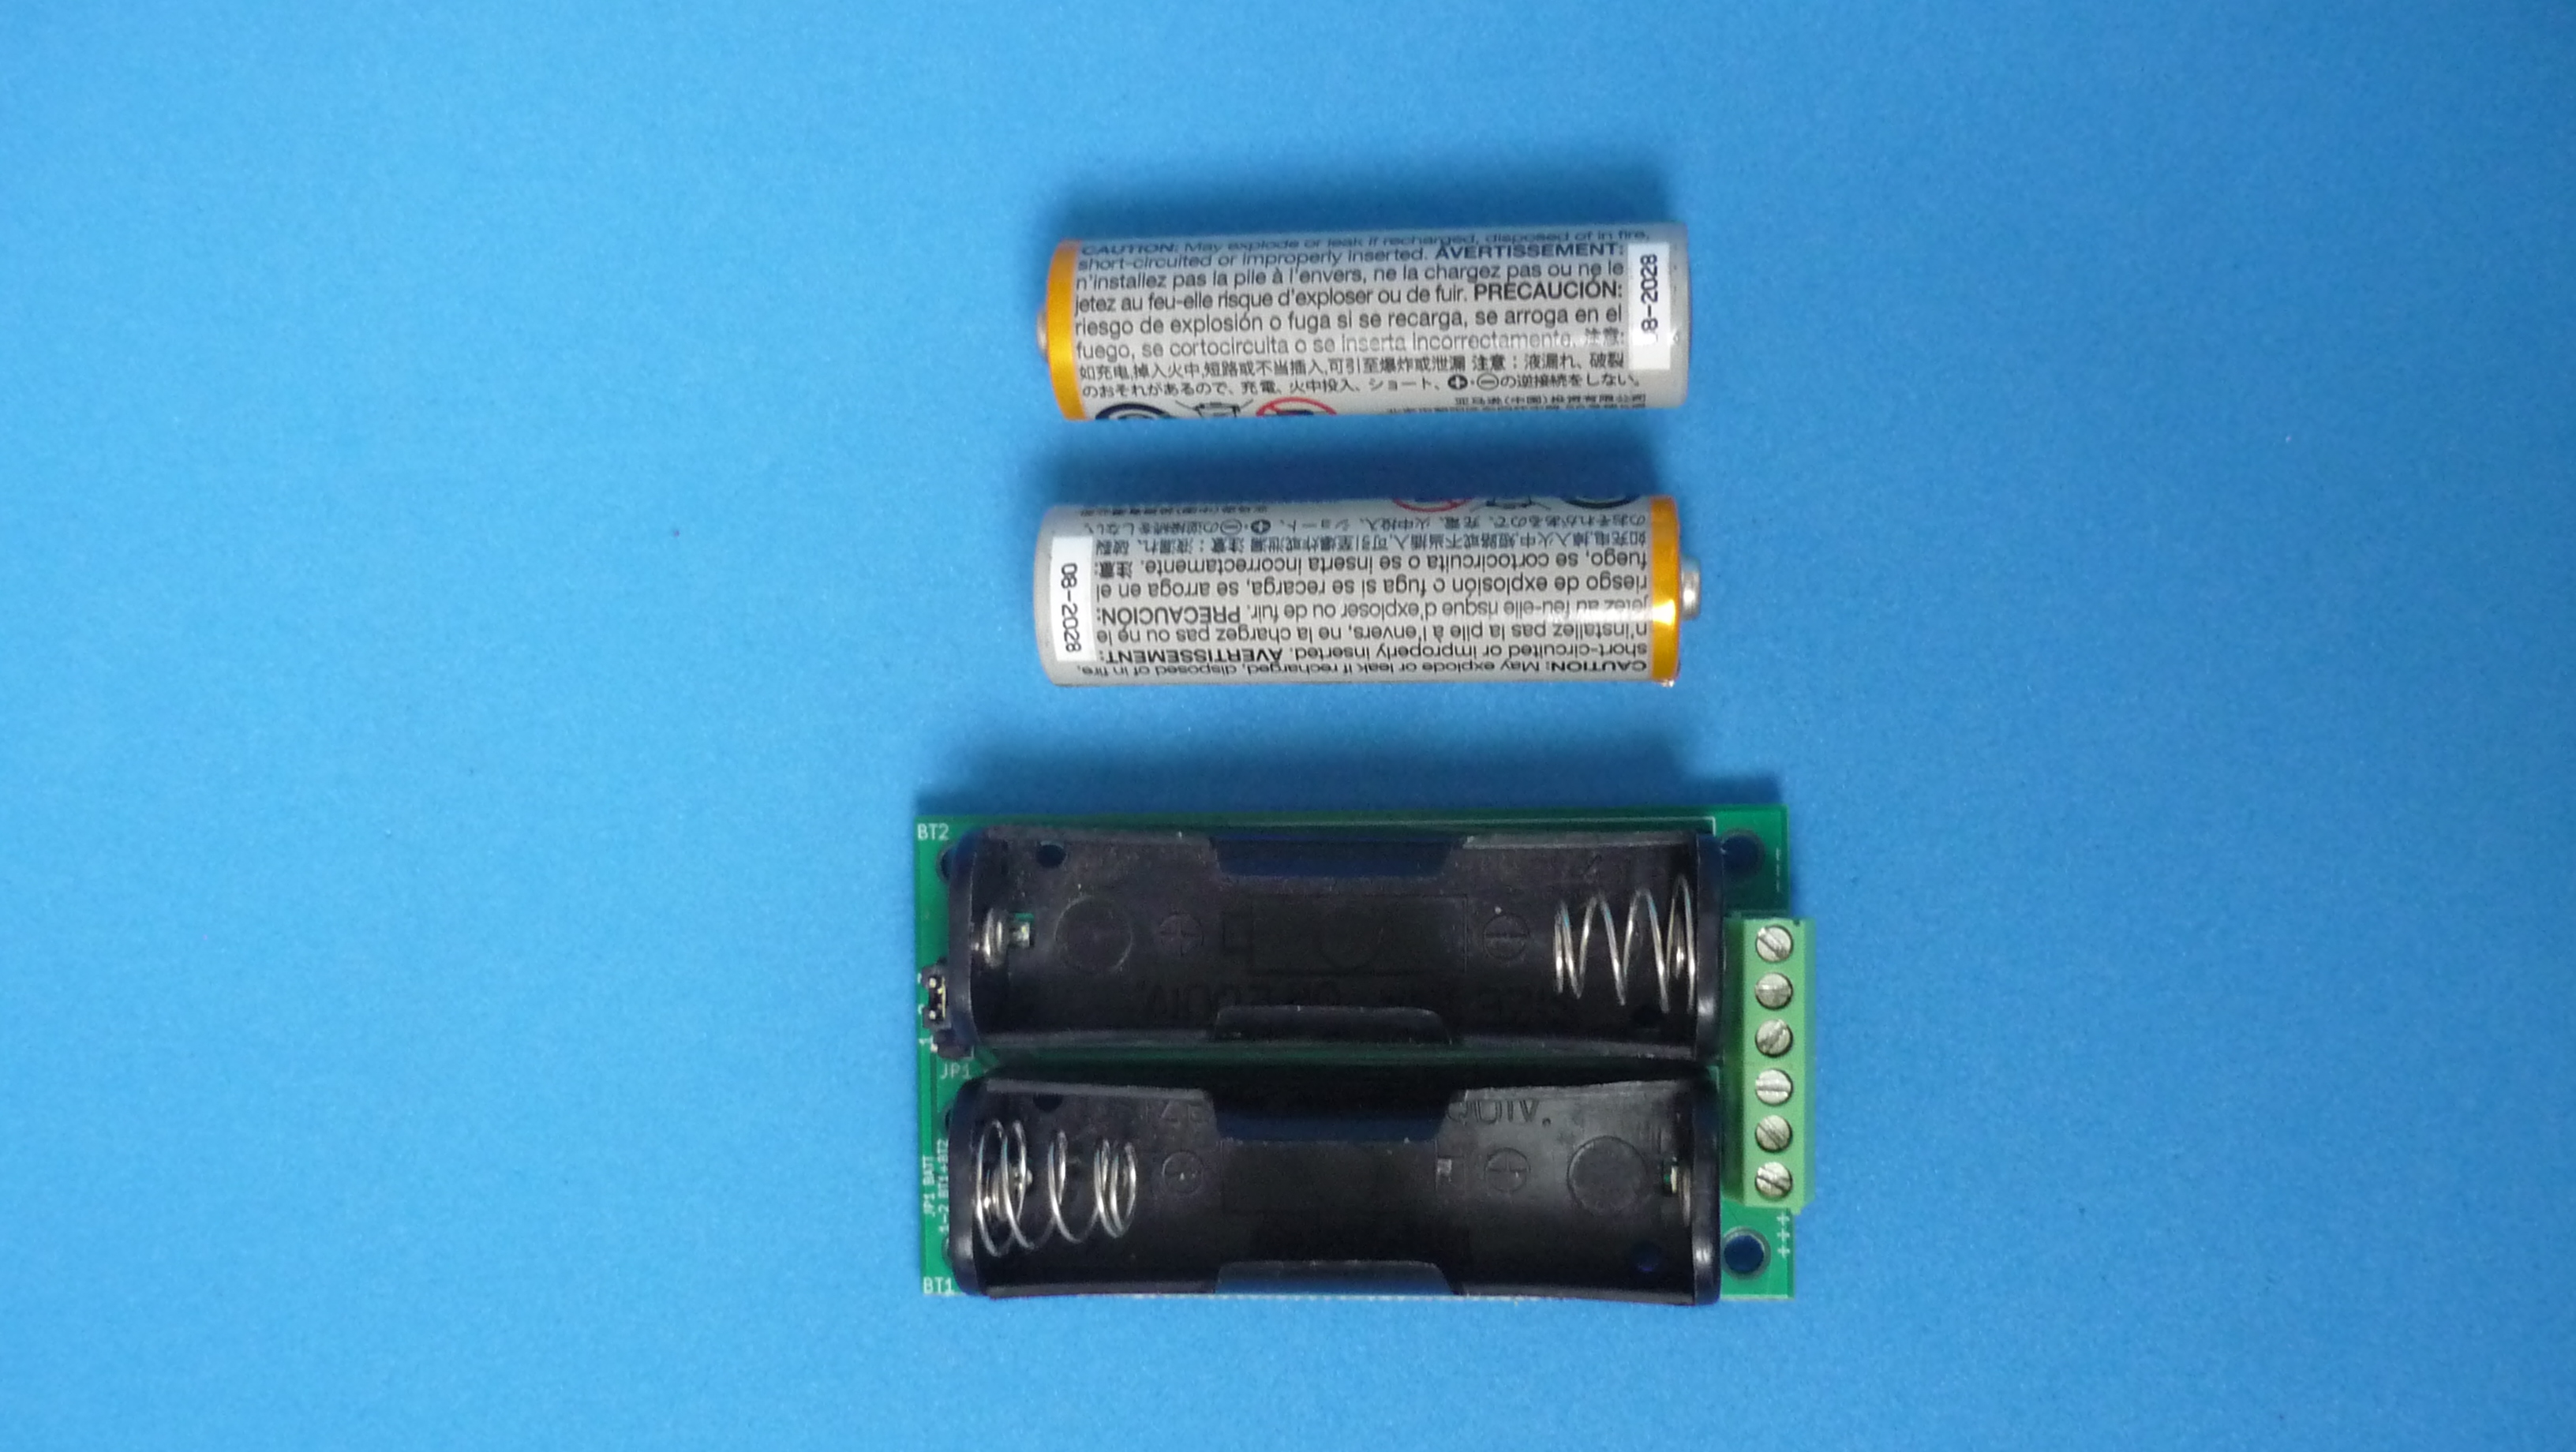 CAUTION: May explode or leak if recharged, disposed of in fire,
short-circuited or improperly inserted. AVERTISSEMENT:
n'installez pas la pile à l'envers, ne la chargez pas ou ne le
jetez au feu-elle risque d'exploser ou de fuir. PRECAUCIÓN:
riesgo de explosión o fuga si se recarga, se arroga en el
fuego, se cortocircuita o se inserta incorrectamente. 注意:
如充电,掉入火中,短路或不当插入,可引至爆炸或泄漏 注意:液漏れ、破裂
のおそれがあるので、充電、火中投入、ショート、⊕·⊖の逆接続をしない。
8-2028
CAUTION: May explode or leak if recharged, disposed of in fire,
short-circuited or improperly inserted. AVERTISSEMENT:
n'installez pas la pile à l'envers, ne la chargez pas ou ne le
jetez au feu-elle risque d'exploser ou de fuir. PRECAUCIÓN:
riesgo de explosión o fuga si se recarga, se arroga en el
fuego, se cortocircuita o se inserta incorrectamente. 注意:
如充电,掉入火中,短路或不当插入,可引至爆炸或泄漏 注意:液漏れ、破裂
のおそれがあるので、充電、火中投入、ショート、⊕·⊖の逆接続をしない。
08-2028
BT2
---
1
JP1
JP1 BATT
1-2 BT1+BT2
QUIV.
BT1
+++